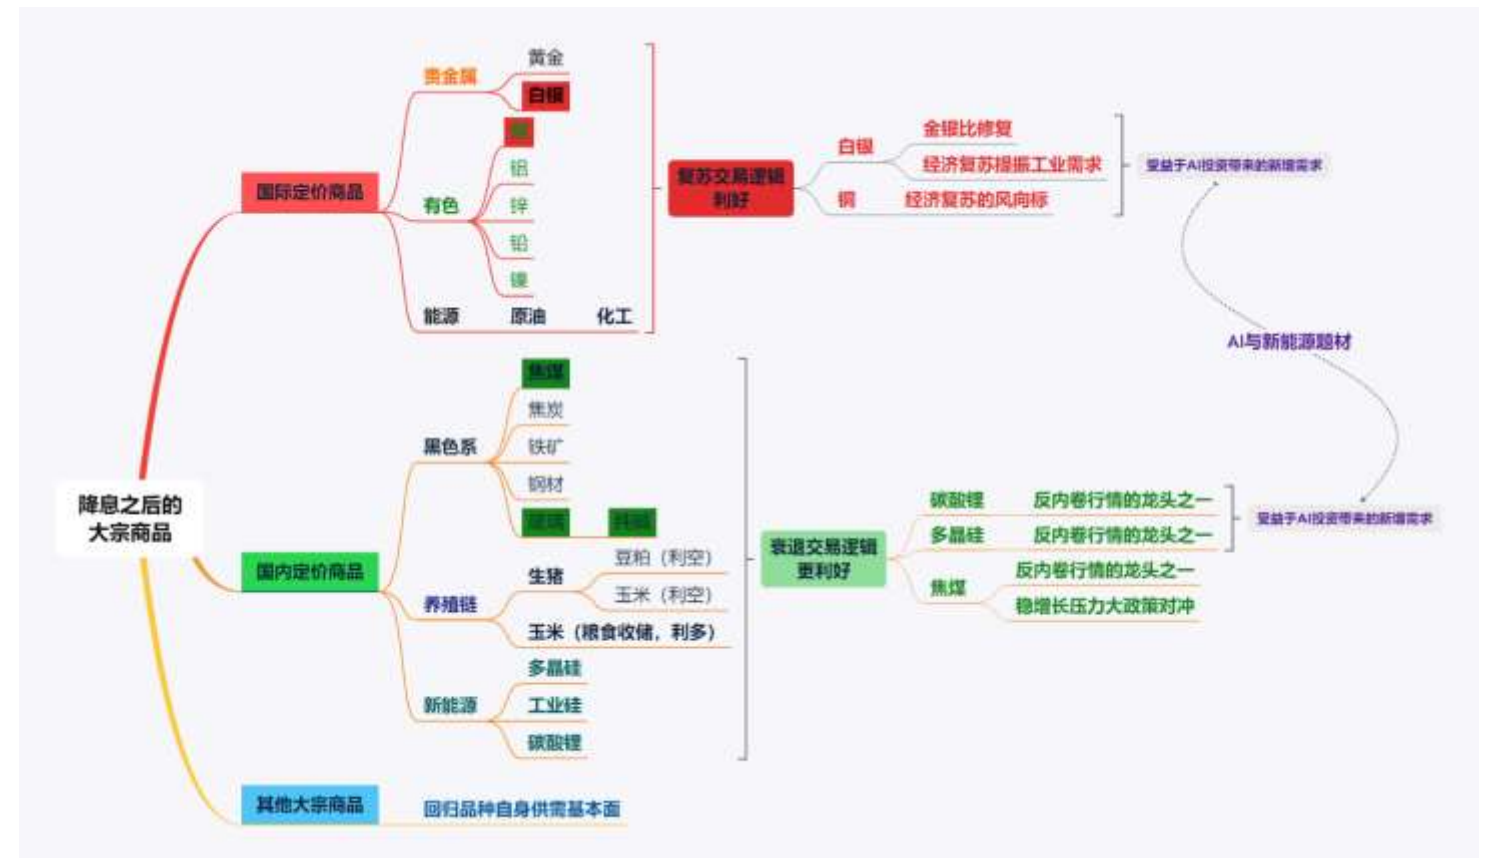 降息之后的
大宗商品
国际定价商品
贵金属
黄金
白银
有色
铝
锌
铅
镍
能源
原油
化工
复苏交易逻辑
利好
白银
金银比修复
经济复苏提振工业需求
铜
经济复苏的风向标
受益于AI投资带来的新增需求
AI与新能源题材
国内定价商品
黑色系
焦煤
焦炭
铁矿
钢材
玻璃
养殖链
生猪
豆粕（利空）
玉米（利空）
玉米（粮食收储，利多）
新能源
多晶硅
工业硅
碳酸锂
衰退交易逻辑
更利好
碳酸锂
反内卷行情的龙头之一
多晶硅
反内卷行情的龙头之一
焦煤
反内卷行情的龙头之一
稳增长压力大政策对冲
受益于AI投资带来的新增需求
其他大宗商品
回归品种自身供需基本面